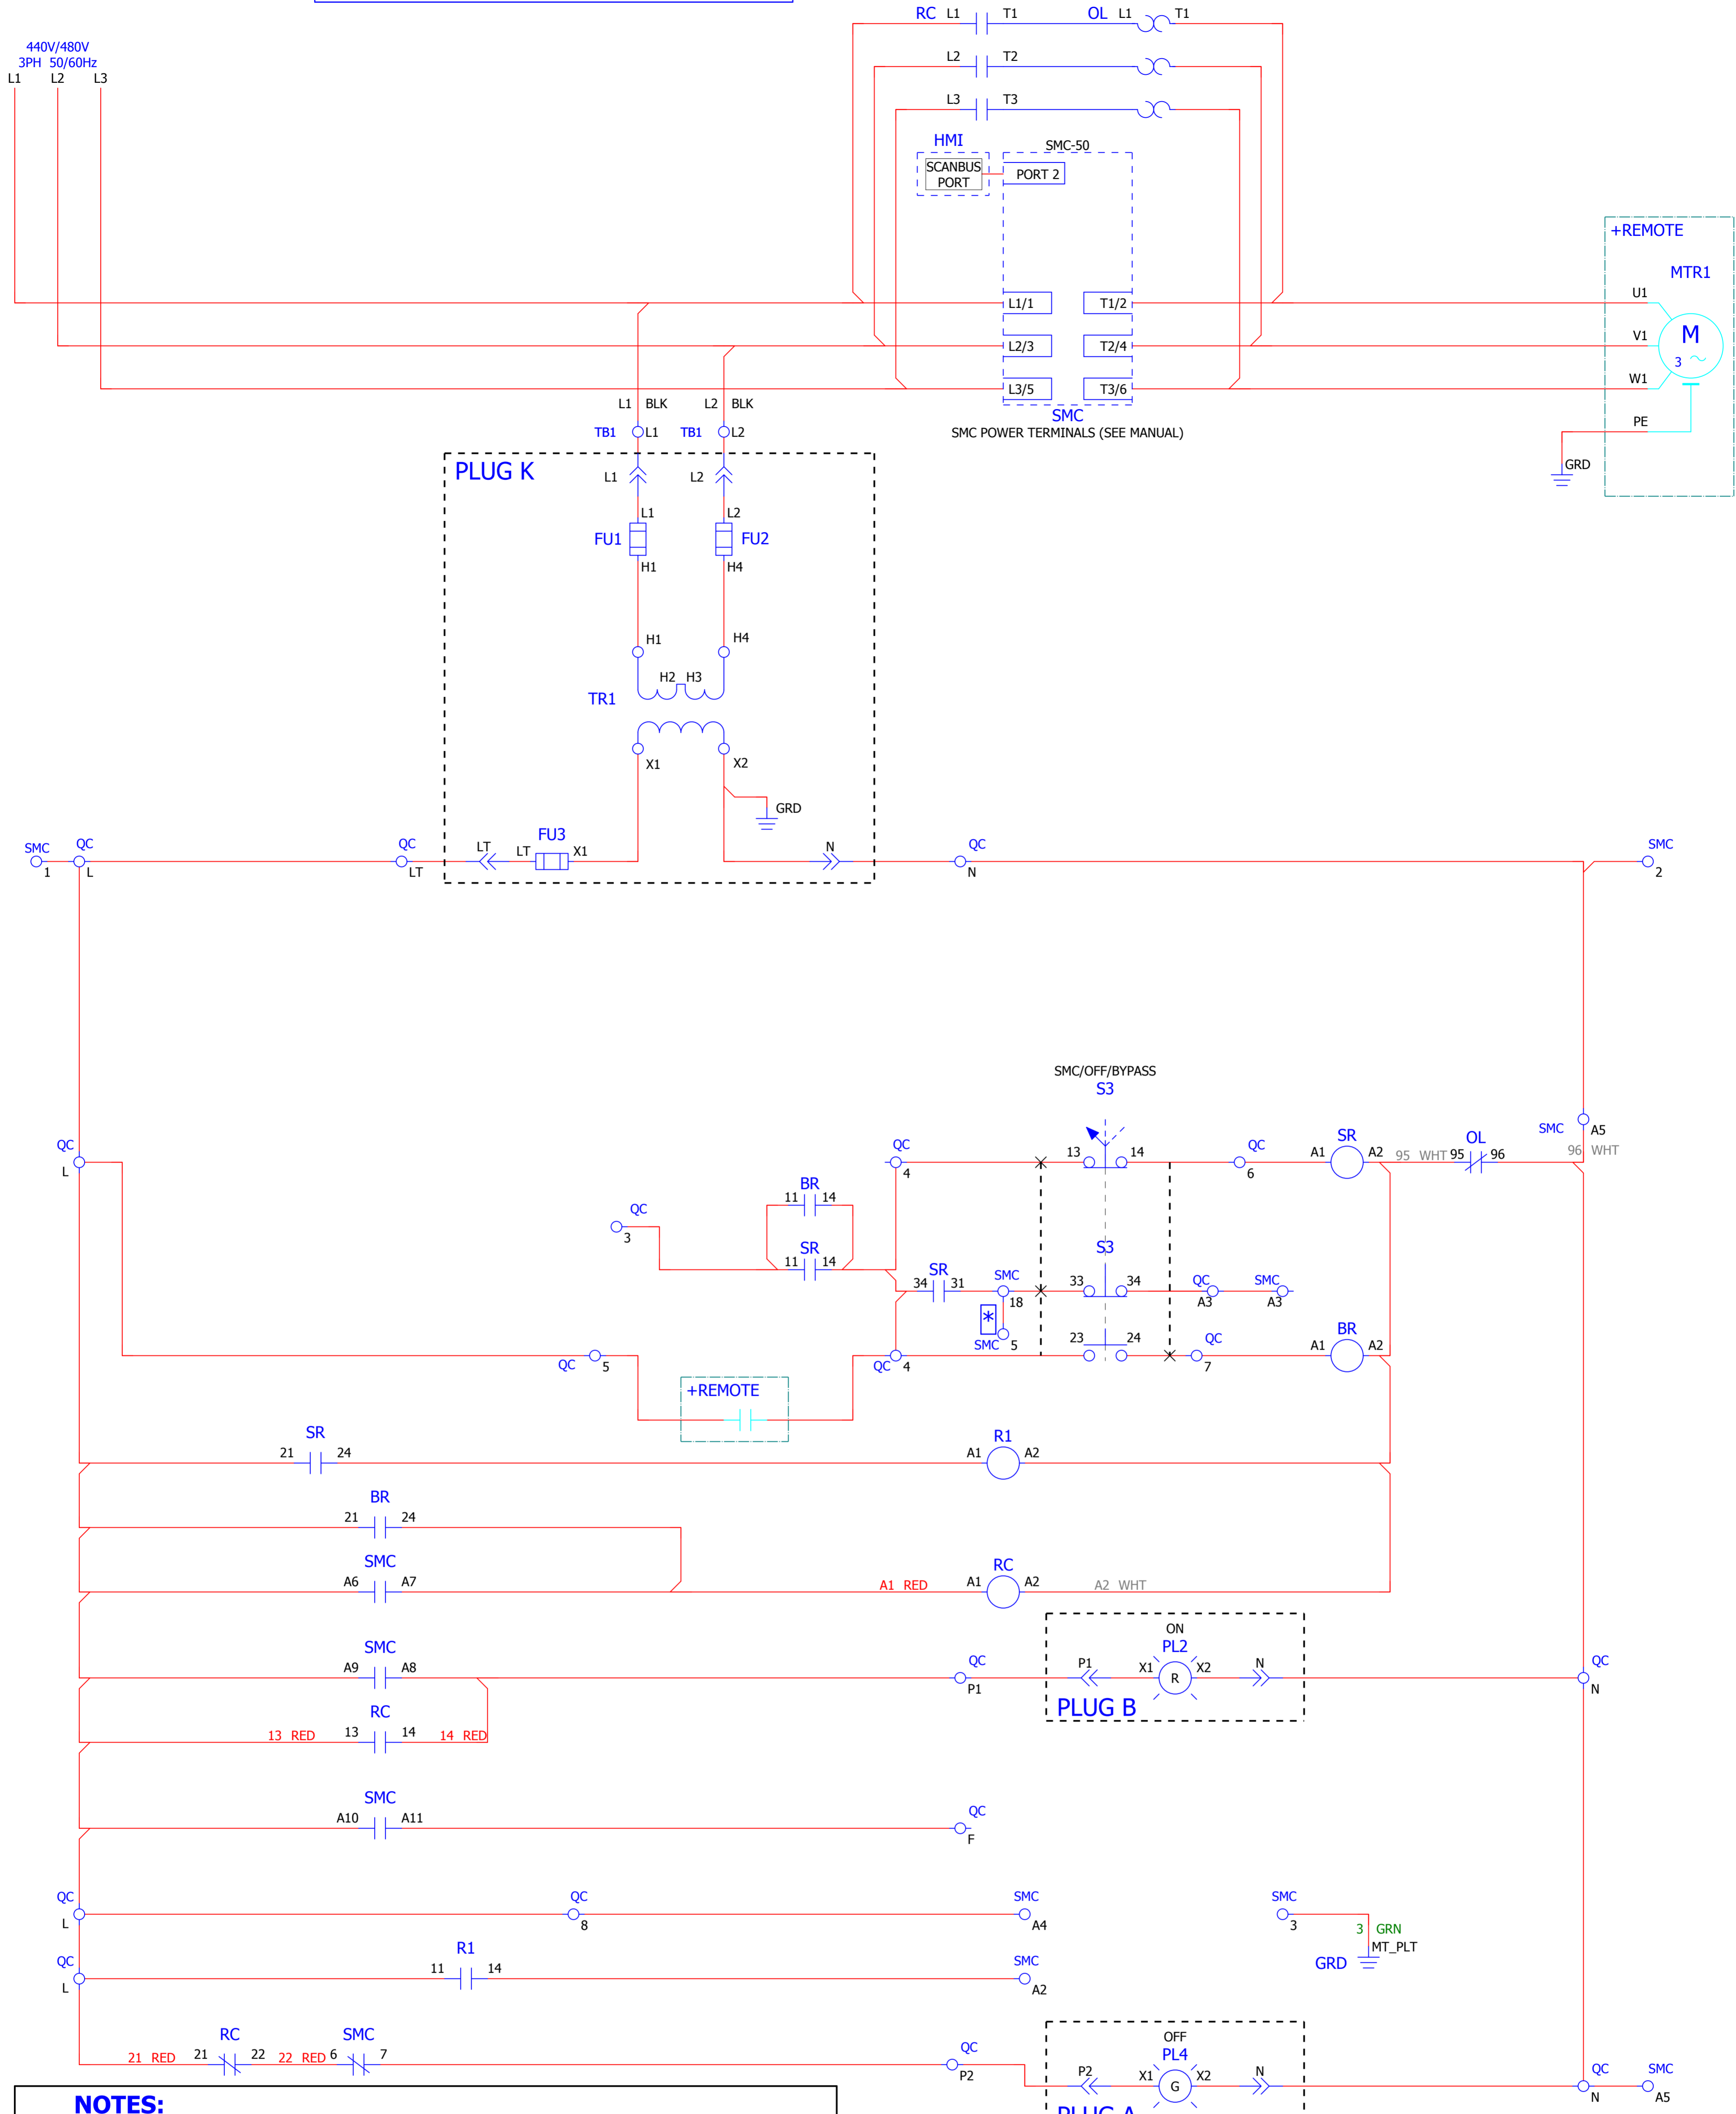 RC L1 T1 OL L1 T1
440V/480V
3PH 50/60Hz
L1 L2 L3
L2 T2
L3 T3
HMI
SMC-50
SCANBUS
PORT
PORT 2
+REMOTE
MTR1
L1/1 T1/2 U1
M
3
L2/3 T2/4 V1
L3/5 T3/6 W1
SMC
SMC POWER TERMINALS (SEE MANUAL)
L1 BLK L2 BLK
TB1 L1 TB1 L2
PE
GRD
PLUG K
L1 L2
L1 L2
FU1 FU2
H1 H4
H1 H4
H2 H3
TR1
X1 X2
GRD
FU3
SMC QC QC LT LT X1 N QC SMC
1 L LT N 2
SMC/OFF/BYPASS
S3
SMC A5
QC QC 13 14 QC SR OL
L 4 6 A1 A2 95 WHT 95 96 96 WHT
BR
11 14
QC
3
SR
11 14
S3
SR
34 31 SMC 33 34 QC SMC
18 A3 A3
*
SMC 5 23 24 QC BR
A1 A2
QC 5 QC 4 7
+REMOTE
SR R1
21 24 A1 A2
BR
21 24
SMC RC
A6 A7 A1 RED A1 A2 A2 WHT
ON
SMC PL2
A9 A8 QC P1 X1 R X2 N QC
P1 N
PLUG B
RC
13 RED 13 14 14 RED
SMC
A10 A11 QC
F
QC QC SMC SMC
L 8 A4 3
3 GRN
MT_PLT
GRD
QC R1 SMC
L 11 14 A2
OFF
RC SMC PL4
21 RED 21 22 22 RED 6 7 QC P2 X1 G X2 N QC SMC
P2 N A5
NOTES:
PLUG A